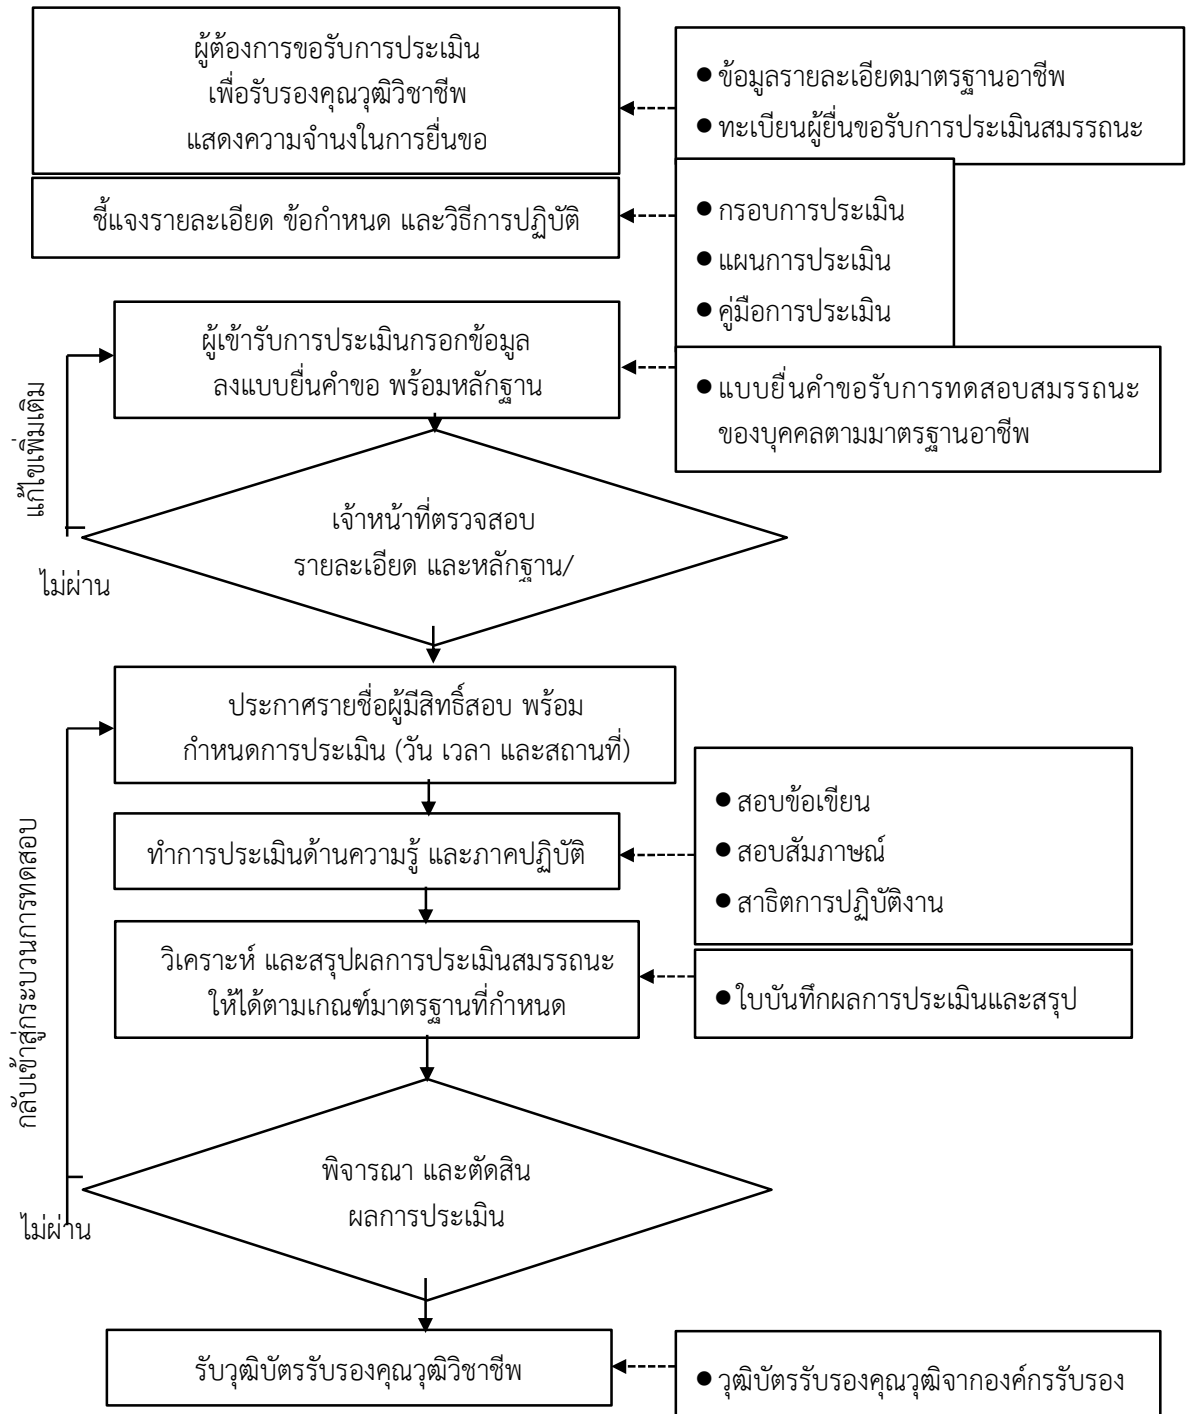 ผู้ต้องการขอรับการประเมิน
เพื่อรับรองคุณวุฒิวิชาชีพ
แสดงความจำนงในการยื่นขอ
● ข้อมูลรายละเอียดมาตรฐานอาชีพ
● ทะเบียนผู้ยื่นขอรับการประเมินสมรรถนะ
ชี้แจงรายละเอียด ข้อกำหนด และวิธีการปฏิบัติ
● กรอบการประเมิน
● แผนการประเมิน
● คู่มือการประเมิน
ผู้เข้ารับการประเมินกรอกข้อมูล
ลงแบบยื่นคำขอ พร้อมหลักฐาน
● แบบยื่นคำขอรับการทดสอบสมรรถนะ
ของบุคคลตามมาตรฐานอาชีพ
แก้ไขเพิ่มเติม
เจ้าหน้าที่ตรวจสอบ
รายละเอียด และหลักฐาน/
ไม่ผ่าน
ประกาศรายชื่อผู้มีสิทธิ์สอบ พร้อม
กำหนดการประเมิน (วัน เวลา และสถานที่)
ทำการประเมินด้านความรู้ และภาคปฏิบัติ
● สอบข้อเขียน
● สอบสัมภาษณ์
● สาธิตการปฏิบัติงาน
วิเคราะห์ และสรุปผลการประเมินสมรรถนะ
ให้ได้ตามเกณฑ์มาตรฐานที่กำหนด
● ใบบันทึกผลการประเมินและสรุป
กลับเข้าสู่กระบวนการทดสอบ
พิจารณา และตัดสิน
ผลการประเมิน
ไม่ผ่าน
รับวุฒิบัตรรับรองคุณวุฒิวิชาชีพ
● วุฒิบัตรรับรองคุณวุฒิจากองค์กรรับรอง